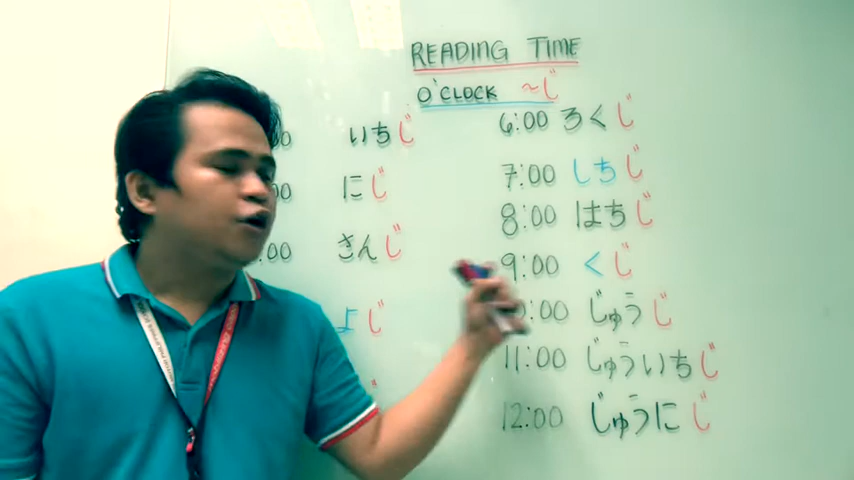 READING TIME
O'CLOCK ~じ
いちじ
にじ
:00 さんじ
よじ
6:00 ろくじ
7:00 しちじ
8:00 はちじ
9:00 くじ
:00 じゅうじ
11:00 じゅういちじ
12:00 じゅうにじ